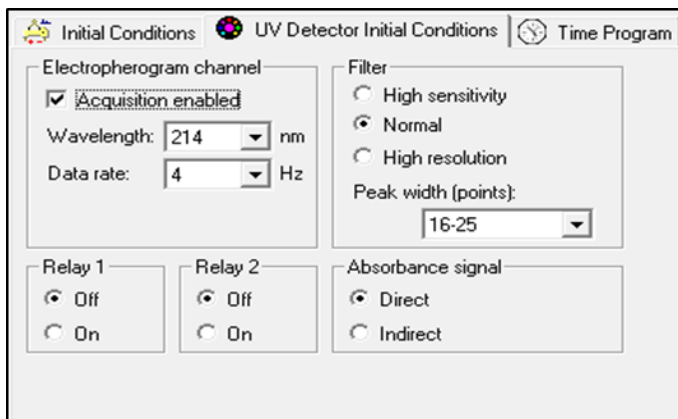 Initial Conditions
UV Detector Initial Conditions
Time Program
Electropherogram channel
Acquisition enabled
Wavelength: 214 nm
Data rate: 4 Hz
Filter
High sensitivity
Normal
High resolution
Peak width (points):
16-25
Relay 1
Off
On
Relay 2
Off
On
Absorbance signal
Direct
Indirect